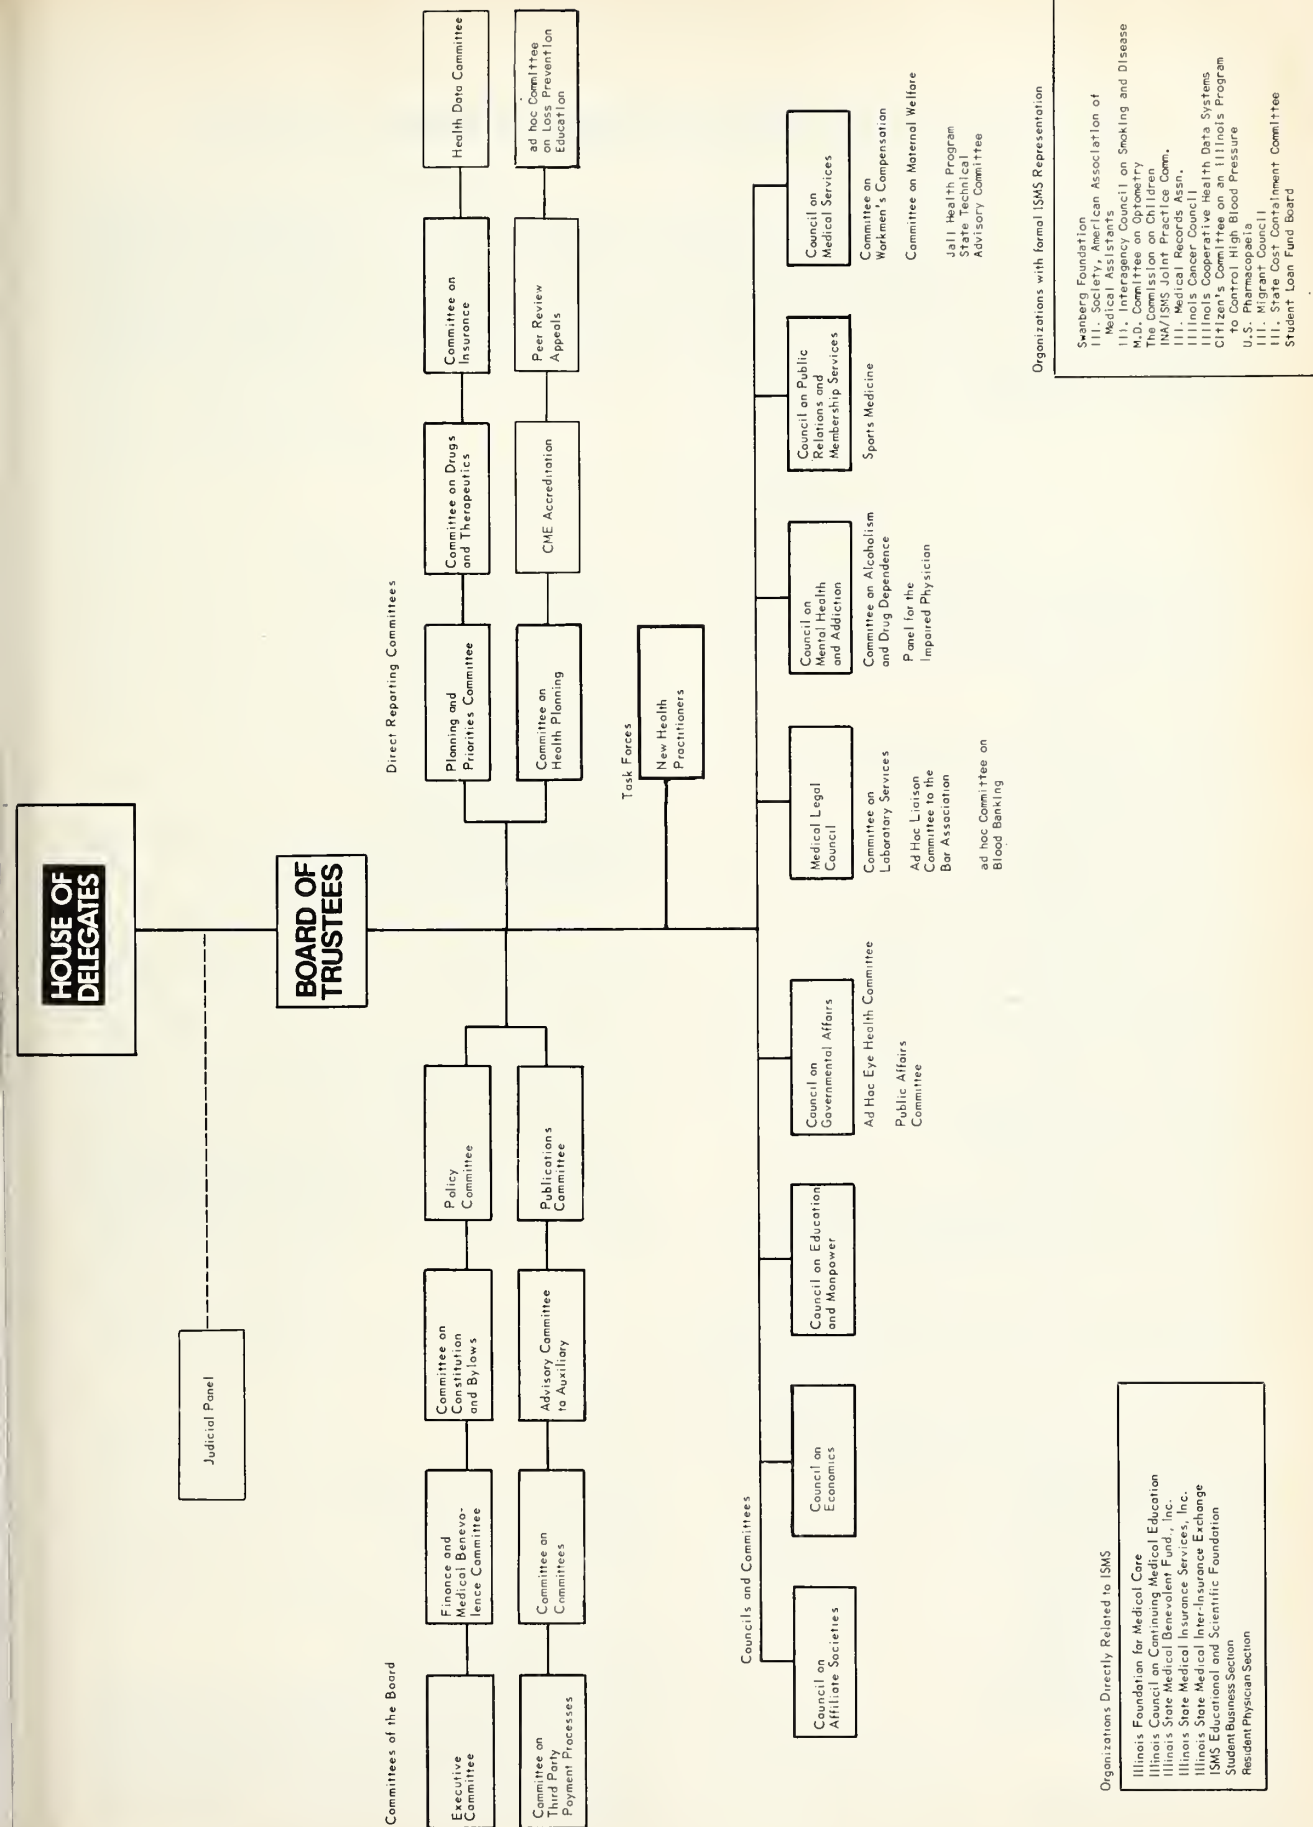 HOUSE OF
DELEGATES
Judicial Panel
BOARD OF
TRUSTEES
Committees of the Board
Executive
Committee
Finance and
Medical Benevo-
lence Committee
Committee on
Constitution
and Bylaws
Policy
Committee
Committee on
Third Party
Payment Processes
Committee on
Committees
Advisory Committee
to Auxiliary
Publications
Committee
Direct Reporting Committees
Planning and
Priorities Committee
Committee on Drugs
and Therapeutics
Committee on
Insurance
Health Data Committee
Committee on
Health Planning
CME Accreditation
Peer Review
Appeals
ad hoc Committee
on Loss Prevention
Education
Task Forces
New Health
Practitioners
Councils and Committees
Council on
Affiliate Societies
Council on
Economics
Council on Education
and Manpower
Council on
Governmental Affairs
Ad Hoc Eye Health Committee
Public Affairs
Committee
Medical Legal
Council
Committee on
Laboratory Services
Ad Hoc Liaison
Committee to the
Bar Association
ad hoc Committee on
Blood Banking
Council on
Mental Health
and Addiction
Committee on Alcoholism
and Drug Dependence
Panel for the
Impaired Physician
Council on Public
Relations and
Membership Services
Sports Medicine
Council on
Medical Services
Committee on
Workmen's Compensation
Committee on Maternal Welfare
Jail Health Program
State Technical
Advisory Committee
Organizations Directly Related to ISMS
Illinois Foundation for Medical Care
Illinois Council on Continuing Medical Education
Illinois State Medical Benevolent Fund., Inc.
Illinois State Medical Insurance Services, Inc.
Illinois State Medical Inter-Insurance Exchange
ISMS Educational and Scientific Foundation
Student Business Section
Resident Physician Section
Organizations with formal ISMS Representation
Swanberg Foundation
Ill. Society, American Association of
Medical Assistants
Ill. Interagency Council on Smoking and Disease
M.D. Committee on Optometry
The Commission on Children
INA/ISMS Joint Practice Comm.
Ill. Medical Records Assn.
Illinois Cancer Council
Illinois Cooperative Health Data Systems
Citizen's Committee on an Illinois Program
to Control High Blood Pressure
U.S. Pharmacopaeia
Ill. Migrant Council
Ill. State Cost Containment Committee
Student Loan Fund Board